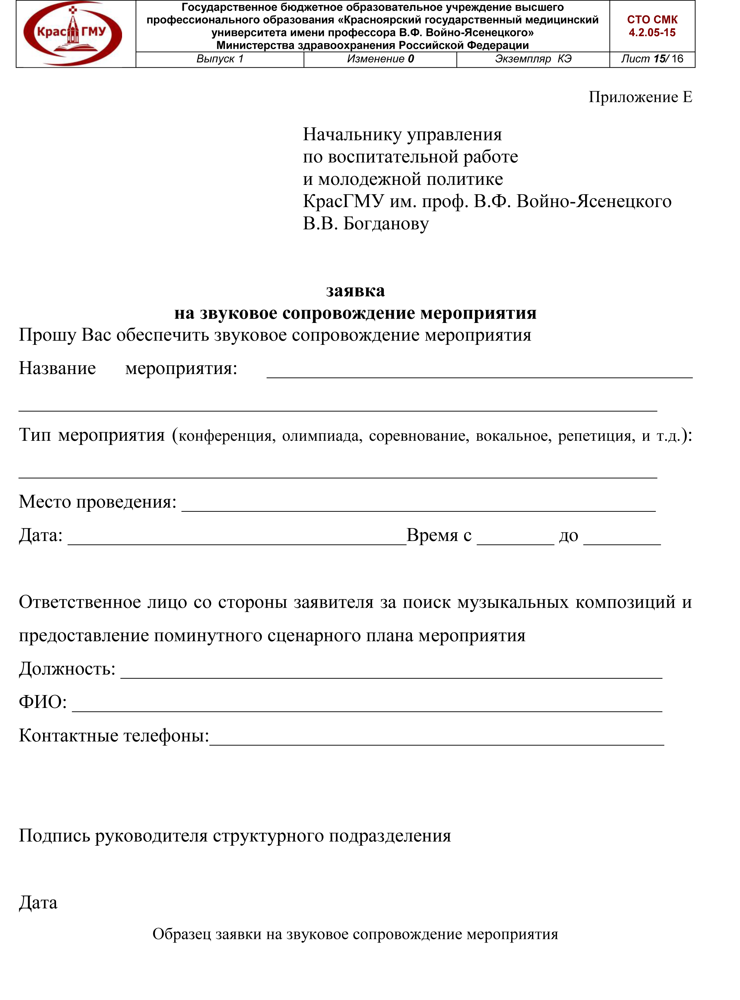 КрасГМУ
Государственное бюджетное образовательное учреждение высшего
профессионального образования «Красноярский государственный медицинский
университета имени профессора В.Ф. Войно-Ясенецкого»
Министерства здравоохранения Российской Федерации
СТО СМК
4.2.05-15
Выпуск 1 Изменение 0 Экземпляр КЭ Лист 15/ 16
Приложение Е
Начальнику управления
по воспитательной работе
и молодежной политике
КрасГМУ им. проф. В.Ф. Войно-Ясенецкого
В.В. Богданову
заявка
на звуковое сопровождение мероприятия
Прошу Вас обеспечить звуковое сопровождение мероприятия
Название мероприятия: ____________________________________________
__________________________________________________________________
Тип мероприятия (конференция, олимпиада, соревнование, вокальное, репетиция, и т.д.):
__________________________________________________________________
Место проведения: _________________________________________________
Дата: ___________________________________Время с ________ до ________
Ответственное лицо со стороны заявителя за поиск музыкальных композиций и
предоставление поминутного сценарного плана мероприятия
Должность: ________________________________________________________
ФИО: _____________________________________________________________
Контактные телефоны:_______________________________________________
Подпись руководителя структурного подразделения
Дата
Образец заявки на звуковое сопровождение мероприятия